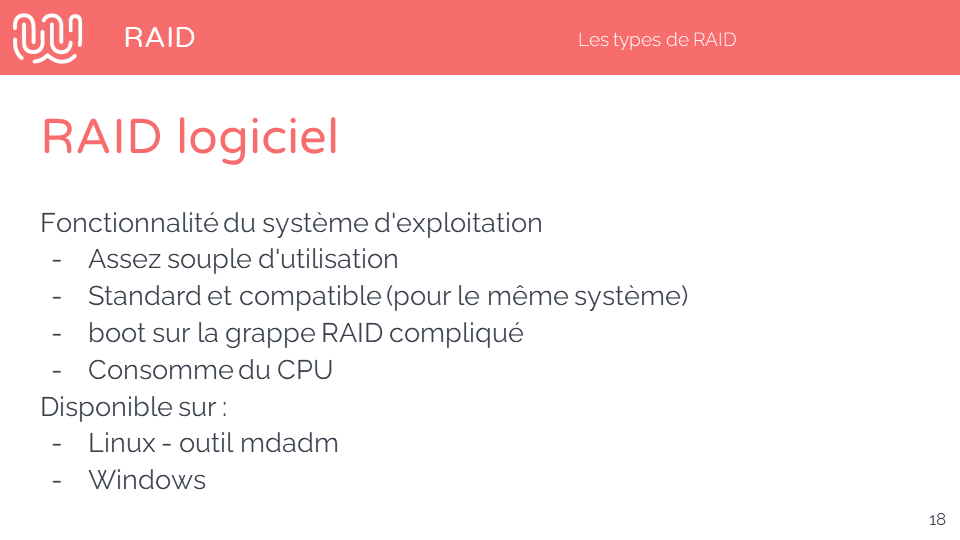 RAID
Les types de RAID
RAID logiciel
Fonctionnalité du système d'exploitation
- Assez souple d'utilisation
- Standard et compatible (pour le même système)
- boot sur la grappe RAID compliqué
- Consomme du CPU
Disponible sur :
- Linux - outil mdadm
- Windows
18